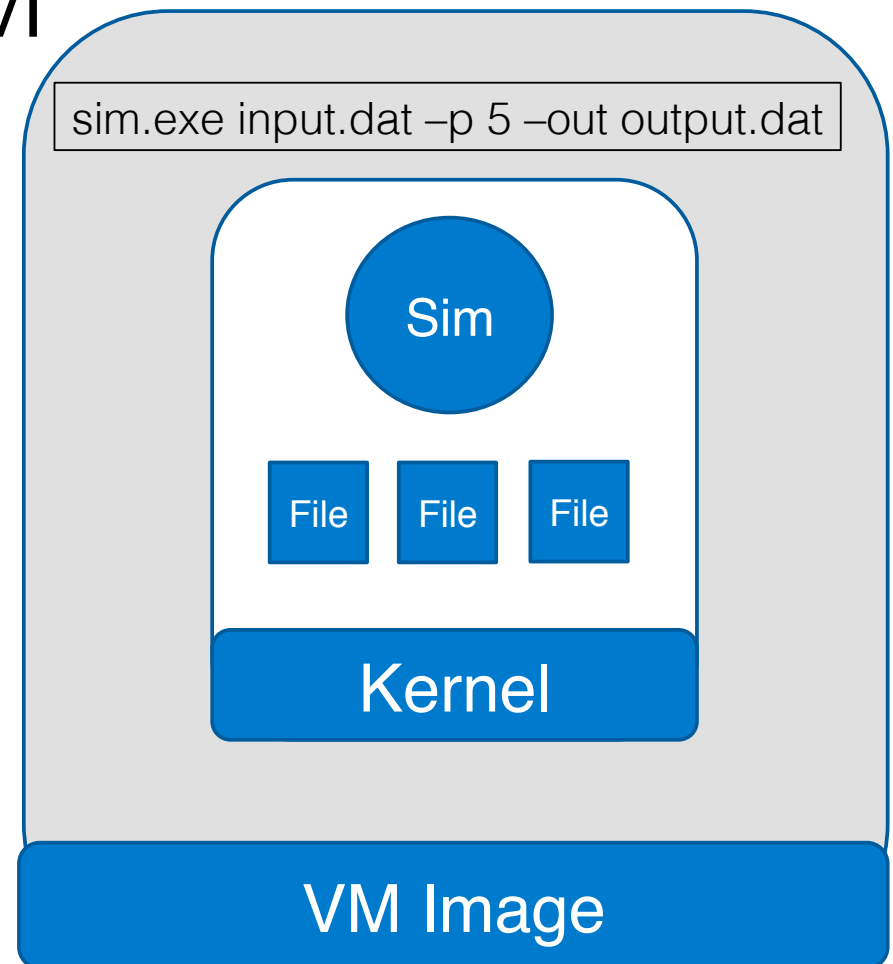 sim.exe input.dat –p 5 –out output.dat
Sim
File File File
Kernel
VM Image